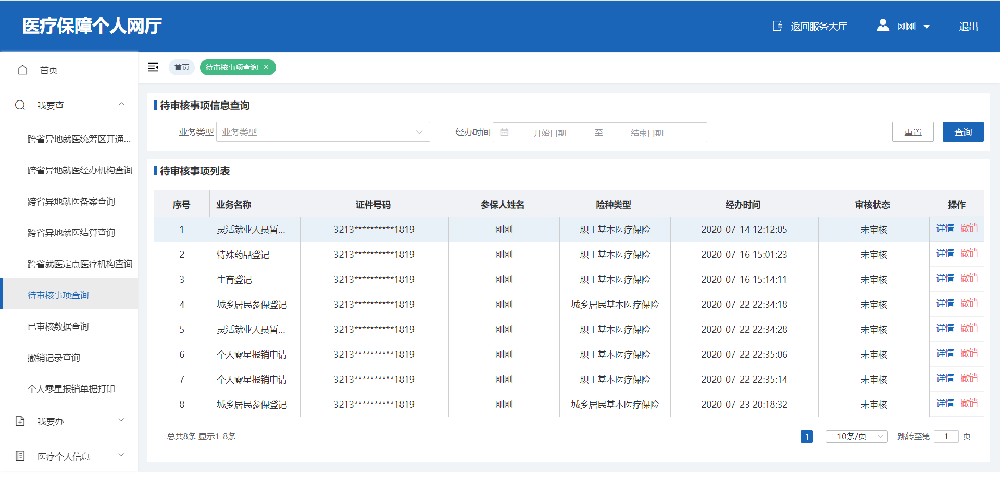 医疗保障个人网厅
返回服务大厅 刚刚 退出
首页
我要查
跨省异地就医统筹区开通...
跨省异地就医经办机构查询
跨省异地就医备案查询
跨省异地就医结算查询
跨省就医定点医疗机构查询
待审核事项查询
已审核数据查询
撤销记录查询
个人零星报销单据打印
我要办
医疗个人信息
首页 待审核事项查询 ×
待审核事项信息查询
业务类型 业务类型 经办时间 开始日期 至 结束日期 重置 查询
待审核事项列表
序号 业务名称 证件号码 参保人姓名 险种类型 经办时间 审核状态 操作
1 灵活就业人员暂... 3213**********1819 刚刚 职工基本医疗保险 2020-07-14 12:12:05 未审核 详情 撤销
2 特殊药品登记 3213**********1819 刚刚 职工基本医疗保险 2020-07-16 15:01:23 未审核 详情 撤销
3 生育登记 3213**********1819 刚刚 职工基本医疗保险 2020-07-16 15:14:11 未审核 详情 撤销
4 城乡居民参保登记 3213**********1819 刚刚 城乡居民基本医疗保险 2020-07-22 22:34:18 未审核 详情 撤销
5 灵活就业人员暂... 3213**********1819 刚刚 职工基本医疗保险 2020-07-22 22:34:28 未审核 详情 撤销
6 个人零星报销申请 3213**********1819 刚刚 职工基本医疗保险 2020-07-22 22:35:06 未审核 详情 撤销
7 个人零星报销申请 3213**********1819 刚刚 职工基本医疗保险 2020-07-22 22:35:14 未审核 详情 撤销
8 城乡居民参保登记 3213**********1819 刚刚 城乡居民基本医疗保险 2020-07-23 20:18:32 未审核 详情 撤销
总共8条 显示1-8条 1 10条/页 跳转至第 1 页